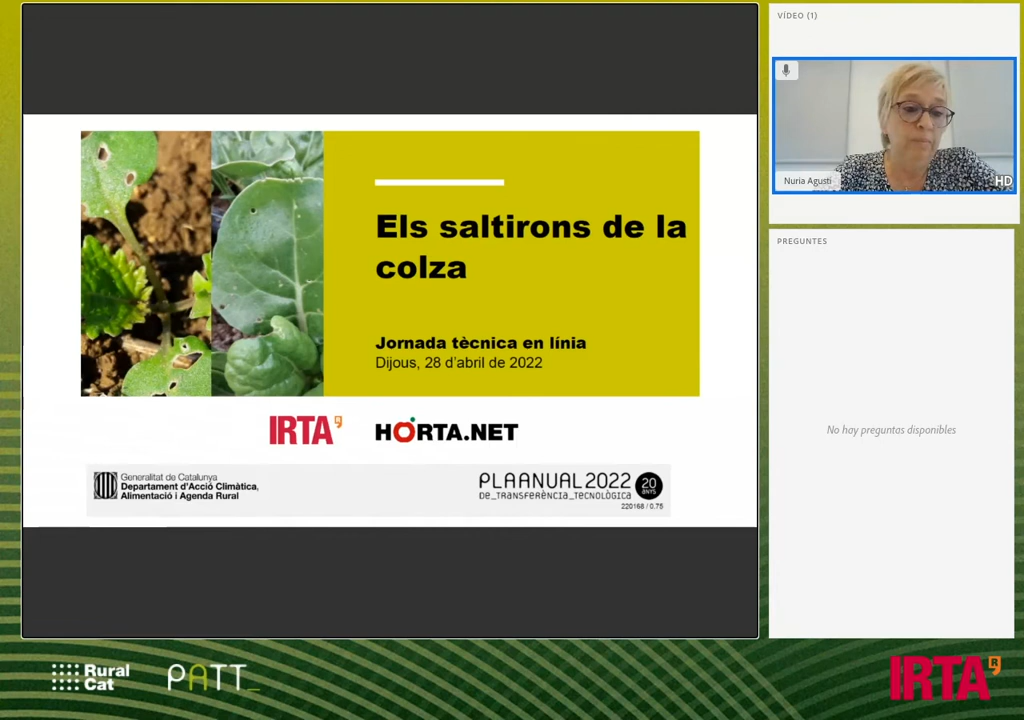 Els saltirons de la
colza
Jornada tècnica en línia
Dijous, 28 d'abril de 2022
IRTA
HORTA.NET
Generalitat de Catalunya
Departament d'Acció Climàtica,
Alimentació i Agenda Rural
PLA ANUAL 2022
DE_TRANSFERÈNCIA_TECNOLÒGICA
20
ANYS
220168 / 0,75
VÍDEO (1)
Nuria Agustí
HD
PREGUNTES
No hay preguntas disponibles
Rural
Cat
PATT_
IRTA